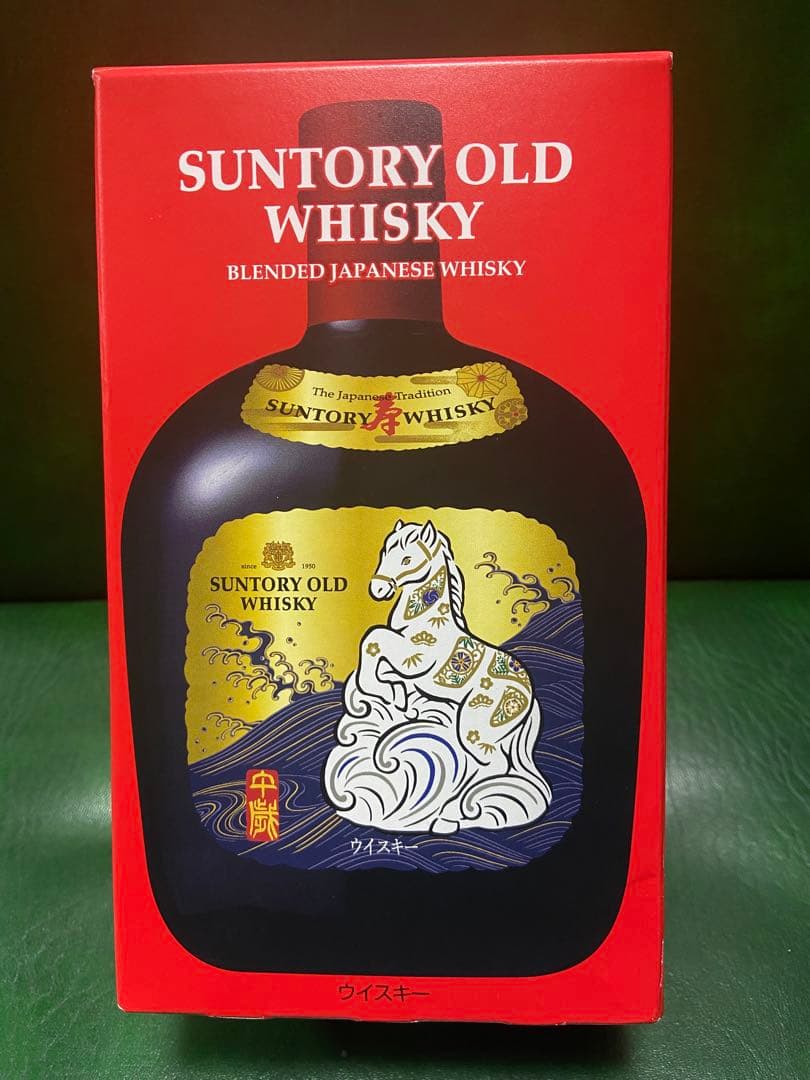 SUNTORY OLD
WHISKY
BLENDED JAPANESE WHISKY
The Japanese Tradition
SUNTORY寿WHISKY
since 1950
SUNTORY OLD
WHISKY
午歳
ウイスキー
ウイスキー